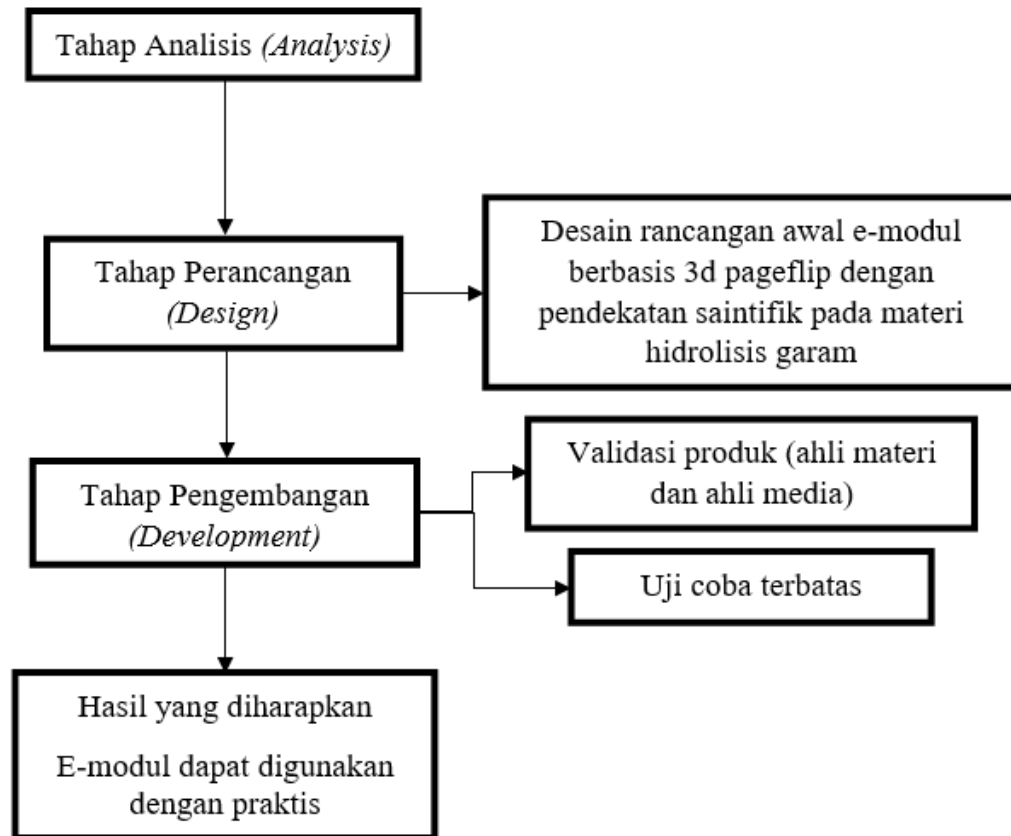 Tahap Analisis (Analysis)
Tahap Perancangan
(Design)
Desain rancangan awal e-modul
berbasis 3d pageflip dengan
pendekatan saintifik pada materi
hidrolisis garam
Tahap Pengembangan
(Development)
Validasi produk (ahli materi
dan ahli media)
Uji coba terbatas
Hasil yang diharapkan
E-modul dapat digunakan
dengan praktis